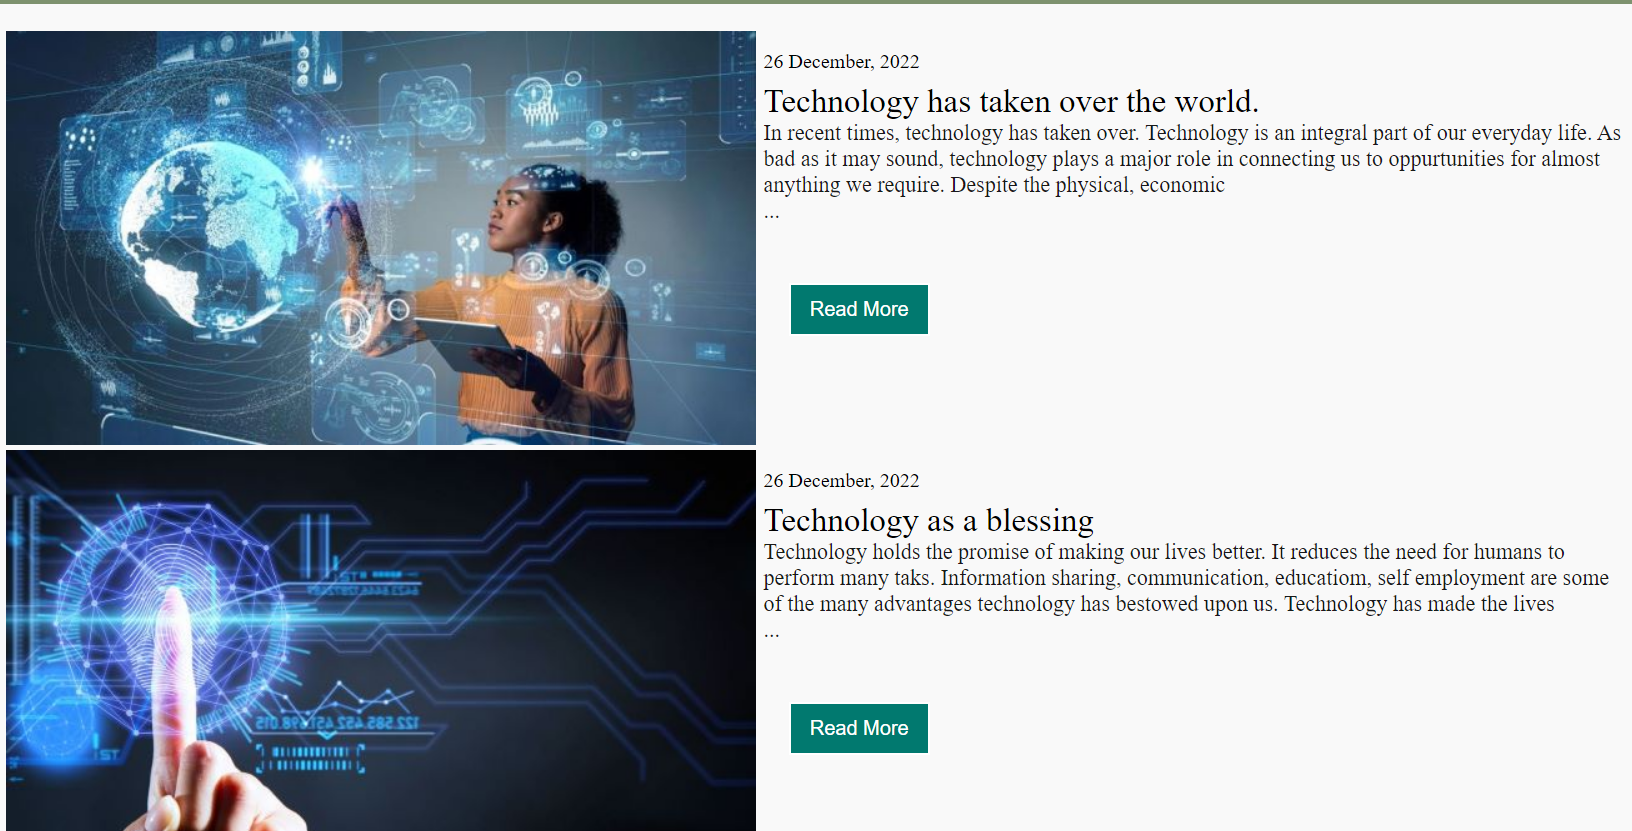 26 December, 2022
Technology has taken over the world.
In recent times, technology has taken over. Technology is an integral part of our everyday life. As
bad as it may sound, technology plays a major role in connecting us to oppurtunities for almost
anything we require. Despite the physical, economic
...
Read More
26 December, 2022
Technology as a blessing
Technology holds the promise of making our lives better. It reduces the need for humans to
perform many taks. Information sharing, communication, educatiom, self employment are some
of the many advantages technology has bestowed upon us. Technology has made the lives
...
Read More